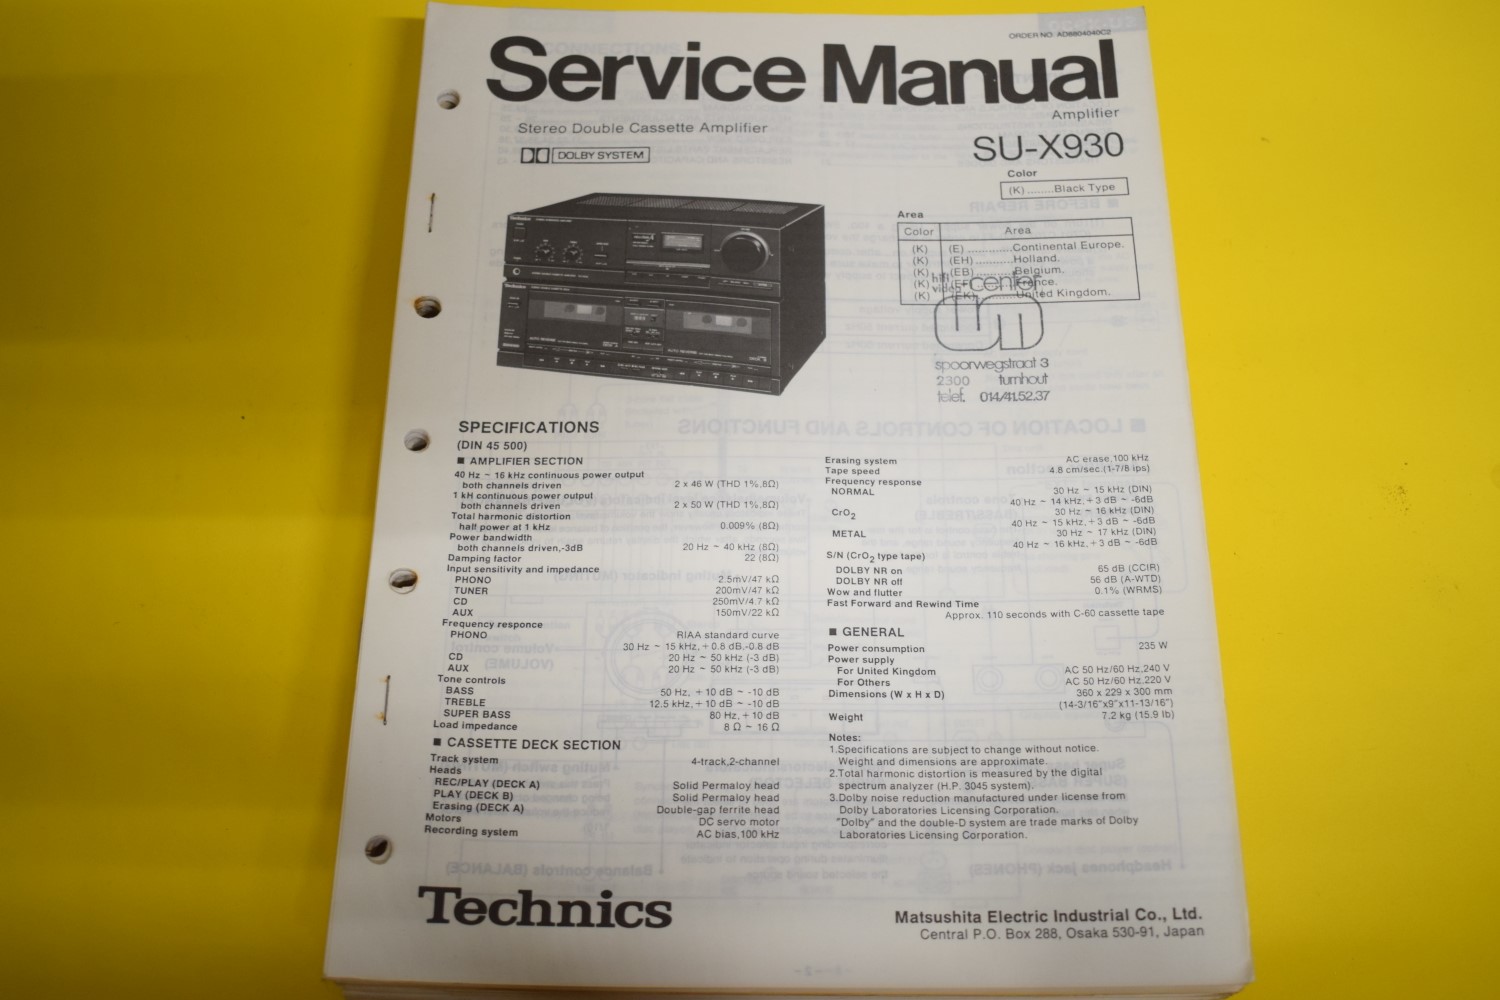 ORDER NO. AD8804040C2
Service Manual
Amplifier
Stereo Double Cassette Amplifier
DOLBY SYSTEM
SU-X930
Color
(K) ........Black Type
Area
Color Area
(K) (E) .............Continental Europe.
(K) (EH) ...........Holland.
(K) (EB) ...........Belgium.
(K) (EF) ...........France.
(K) (EK) ...........United Kingdom.
hifi
video center
spoorwegstraat 3
2300 turnhout
telef. 014/41.52.37
Technics
Technics
SPECIFICATIONS
(DIN 45 500)
■ AMPLIFIER SECTION
40 Hz ~ 16 kHz continuous power output
both channels driven 2 x 46 W (THD 1%,8Ω)
1 kH continuous power output
both channels driven 2 x 50 W (THD 1%,8Ω)
Total harmonic distortion
half power at 1 kHz 0.009% (8Ω)
Power bandwidth
both channels driven,-3dB 20 Hz ~ 40 kHz (8Ω)
Damping factor 22 (8Ω)
Input sensitivity and impedance
PHONO 2.5mV/47 kΩ
TUNER 200mV/47 kΩ
CD 250mV/4.7 kΩ
AUX 150mV/22 kΩ
Frequency responce
PHONO RIAA standard curve
30 Hz ~ 15 kHz,+0.8 dB,-0.8 dB
CD 20 Hz ~ 50 kHz (-3 dB)
AUX 20 Hz ~ 50 kHz (-3 dB)
Tone controls
BASS 50 Hz, +10 dB ~ -10 dB
TREBLE 12.5 kHz,+10 dB ~ -10 dB
SUPER BASS 80 Hz,+10 dB
Load impedance 8 Ω ~ 16 Ω
■ CASSETTE DECK SECTION
Track system 4-track,2-channel
Heads
REC/PLAY (DECK A) Solid Permaloy head
PLAY (DECK B) Solid Permaloy head
Erasing (DECK A) Double-gap ferrite head
Motors DC servo motor
Recording system AC bias,100 kHz
Erasing system AC erase,100 kHz
Tape speed 4.8 cm/sec.(1-7/8 ips)
Frequency response
NORMAL 30 Hz ~ 15 kHz (DIN)
40 Hz ~ 14 kHz,+3 dB ~ -6dB
CrO2 30 Hz ~ 16 kHz (DIN)
40 Hz ~ 15 kHz,+3 dB ~ -6dB
METAL 30 Hz ~ 17 kHz (DIN)
40 Hz ~ 16 kHz,+3 dB ~ -6dB
S/N (CrO2 type tape)
DOLBY NR on 65 dB (CCIR)
DOLBY NR off 56 dB (A-WTD)
Wow and flutter 0.1% (WRMS)
Fast Forward and Rewind Time
Approx. 110 seconds with C-60 cassette tape
■ GENERAL
Power consumption 235 W
Power supply
For United Kingdom AC 50 Hz/60 Hz,240 V
For Others AC 50 Hz/60 Hz,220 V
Dimensions (W x H x D) 360 x 229 x 300 mm
(14-3/16"x9"x11-13/16")
Weight 7.2 kg (15.9 lb)
Notes:
1.Specifications are subject to change without notice.
Weight and dimensions are approximate.
2.Total harmonic distortion is measured by the digital
spectrum analyzer (H.P. 3045 system).
3.Dolby noise reduction manufactured under license from
Dolby Laboratories Licensing Corporation.
"Dolby" and the double-D system are trade marks of Dolby
Laboratories Licensing Corporation.
Technics
Matsushita Electric Industrial Co., Ltd.
Central P.O. Box 288, Osaka 530-91, Japan